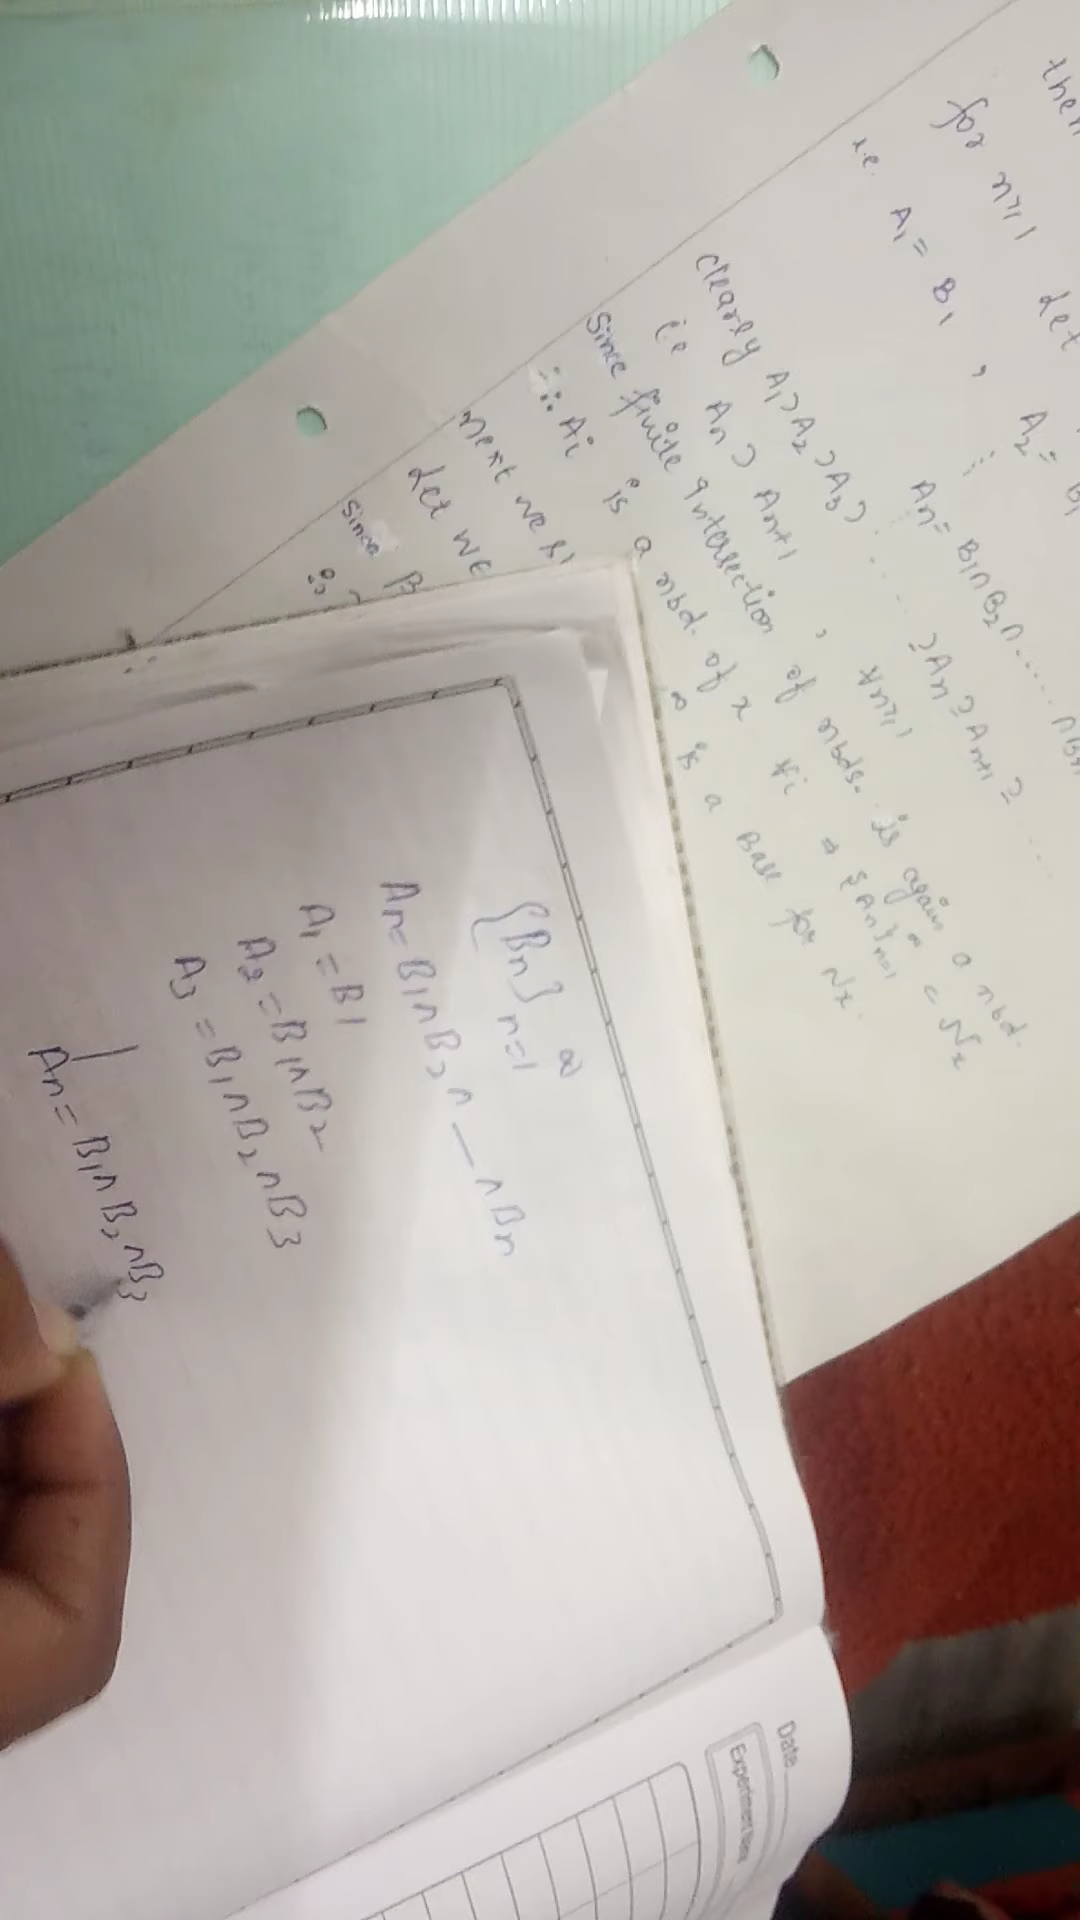 then
for n≥1 Let
i.e. A₁ = B₁ , A₂ = B₁
⋮
Aₙ = B₁∩B₂∩.....∩Bₙ
clearly A₁⊃A₂⊃A₃⊃ ...... ⊇Aₙ⊇Aₙ₊₁⊇ ....
i.e Aₙ ⊃ Aₙ₊₁ , ∀n≥1
Since finite intersection of nbds. is again a nbd.
∴ Aᵢ is a nbd. of x ∀i ⇒ {Aₙ}ₙ₌₁^∞ ⊂ Nₓ
next we
∞ is a Base for Nₓ.
Let we
Since B
{Bₙ}ₙ₌₁^∞
Aₙ = B₁∩B₂∩ — ∩Bₙ
A₁ = B₁
A₂ = B₁∩B₂
A₃ = B₁∩B₂∩B₃
|
Aₙ = B₁∩B₂∩B₃
Date